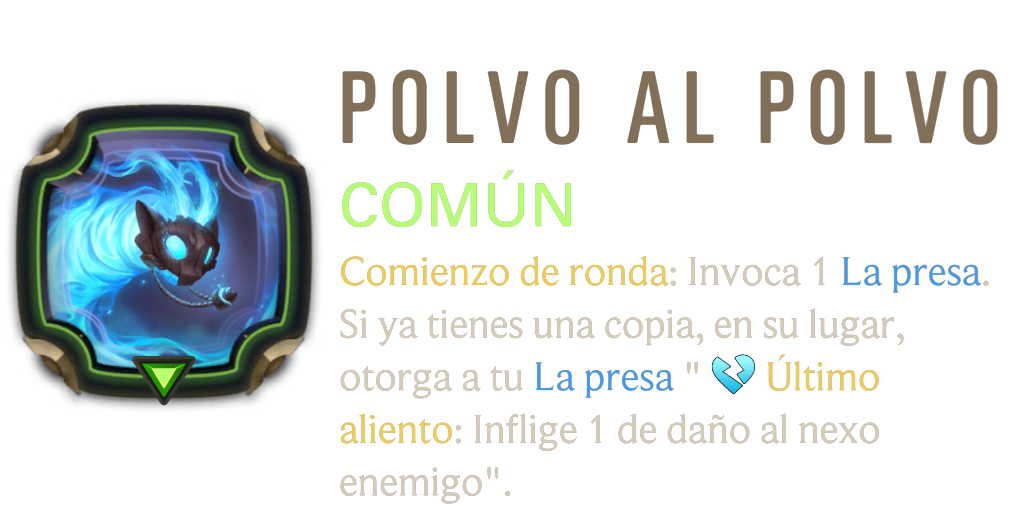 POLVO AL POLVO
COMÚN
Comienzo de ronda: Invoca 1 La presa.
Si ya tienes una copia, en su lugar,
otorga a tu La presa " Último
aliento: Inflige 1 de daño al nexo
enemigo".